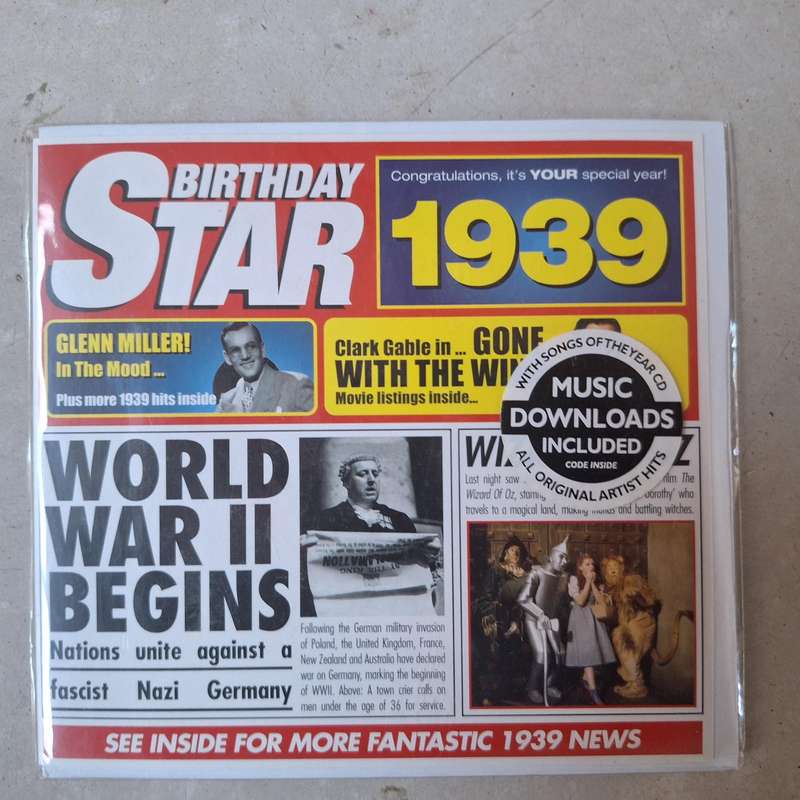 BIRTHDAY
STAR
Congratulations, it's YOUR special year!
1939
GLENN MILLER!
In The Mood ...
Plus more 1939 hits inside
Clark Gable in ... GONE
WITH THE WIN
Movie listings inside...
WITH SONGS OF THE YEAR CD
MUSIC
DOWNLOADS
INCLUDED
CODE INSIDE
ALL ORIGINAL ARTIST HITS
WORLD
WAR II
BEGINS
Nations unite against a
fascist Nazi Germany
Following the German military invasion
of Poland, the United Kingdom, France,
New Zealand and Australia have declared
war on Germany, marking the beginning
of WWII. Above: A town crier calls on
men under the age of 36 for service.
Last night saw
film The
Wizard Of Oz, starring
Dorothy' who
travels to a magical land, making friends and battling witches.
SEE INSIDE FOR MORE FANTASTIC 1939 NEWS